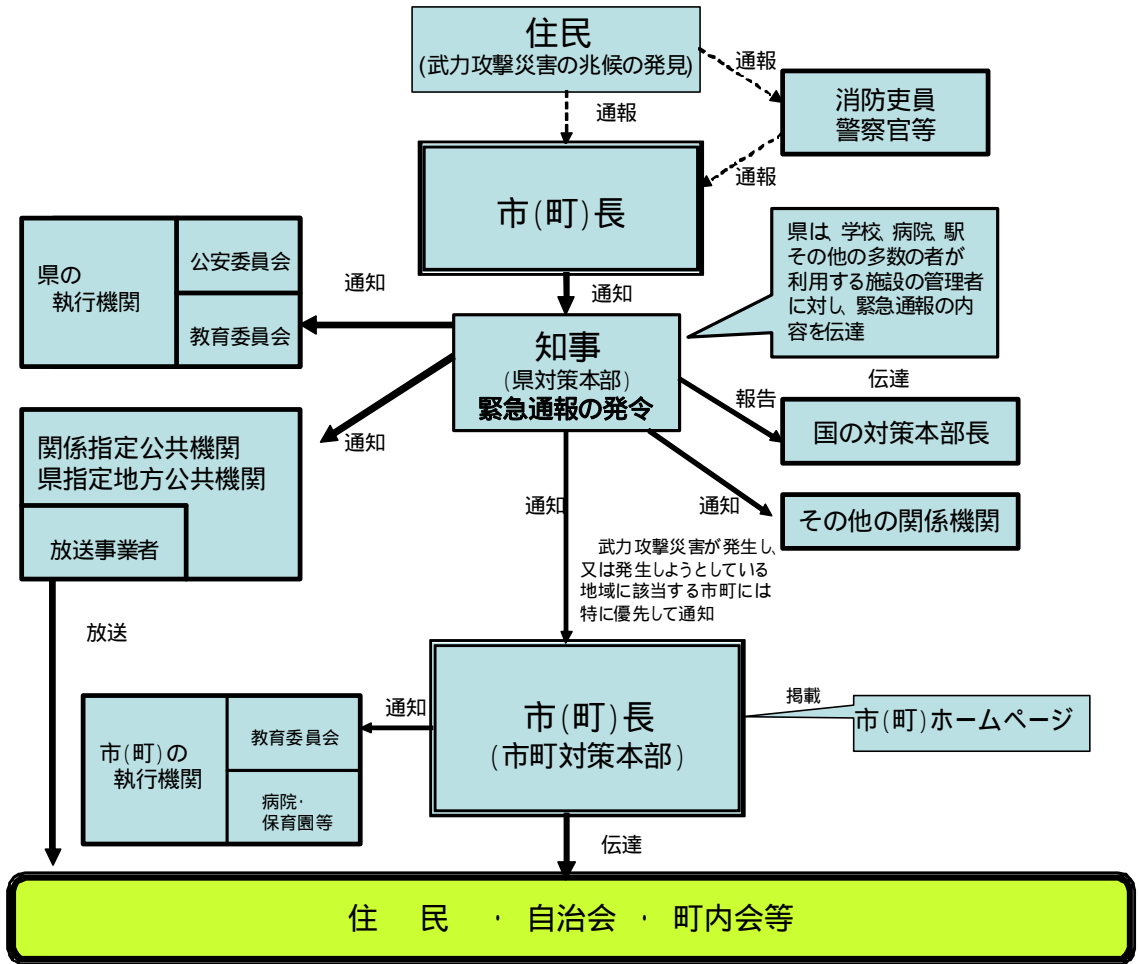 住民
(武力攻撃災害の兆候の発見)
通報
消防吏員
警察官等
通報
通報
市(町)長
県は、学校、病院、駅
その他の多数の者が
利用する施設の管理者
に対し、緊急通報の内
容を伝達
県の
執行機関
公安委員会
教育委員会
通知
通知
知事
(県対策本部)
緊急通報の発令
伝達
報告
国の対策本部長
関係指定公共機関
県指定地方公共機関
放送事業者
通知
通知
通知
その他の関係機関
武力攻撃災害が発生し、
又は発生しようとしている
地域に該当する市町には
特に優先して通知
放送
市(町)の
執行機関
教育委員会
病院・
保育園等
通知
市(町)長
(市町対策本部)
掲載
市(町)ホームページ
伝達
住 民 ・ 自治会 ・ 町内会等